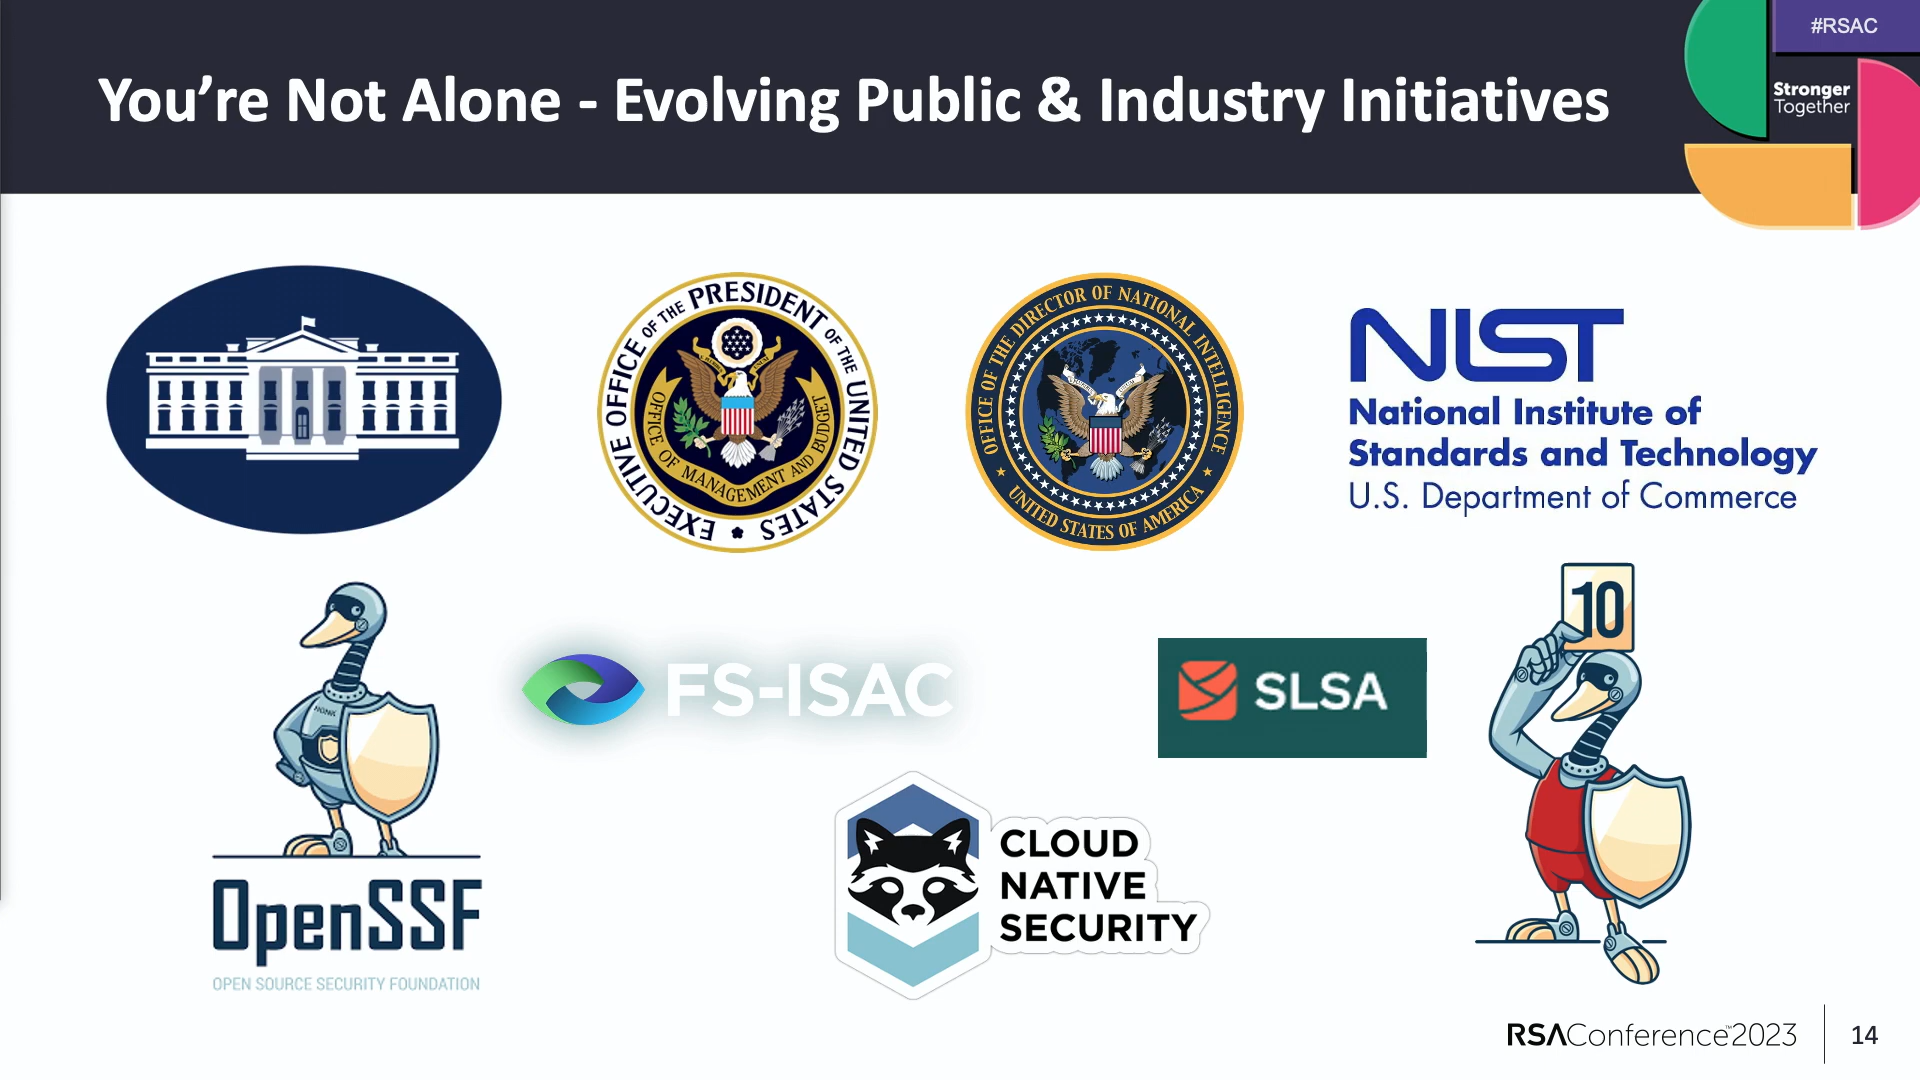 #RSAC
Stronger
Together
You're Not Alone - Evolving Public & Industry Initiatives
EXECUTIVE OFFICE OF THE PRESIDENT OF THE UNITED STATES
OFFICE OF MANAGEMENT AND BUDGET
OFFICE OF THE DIRECTOR OF NATIONAL INTELLIGENCE
UNITED STATES OF AMERICA
NIST
National Institute of
Standards and Technology
U.S. Department of Commerce
10
HONK
FS-ISAC
SLSA
OpenSSF
OPEN SOURCE SECURITY FOUNDATION
CLOUD
NATIVE
SECURITY
RSAConference™2023
14